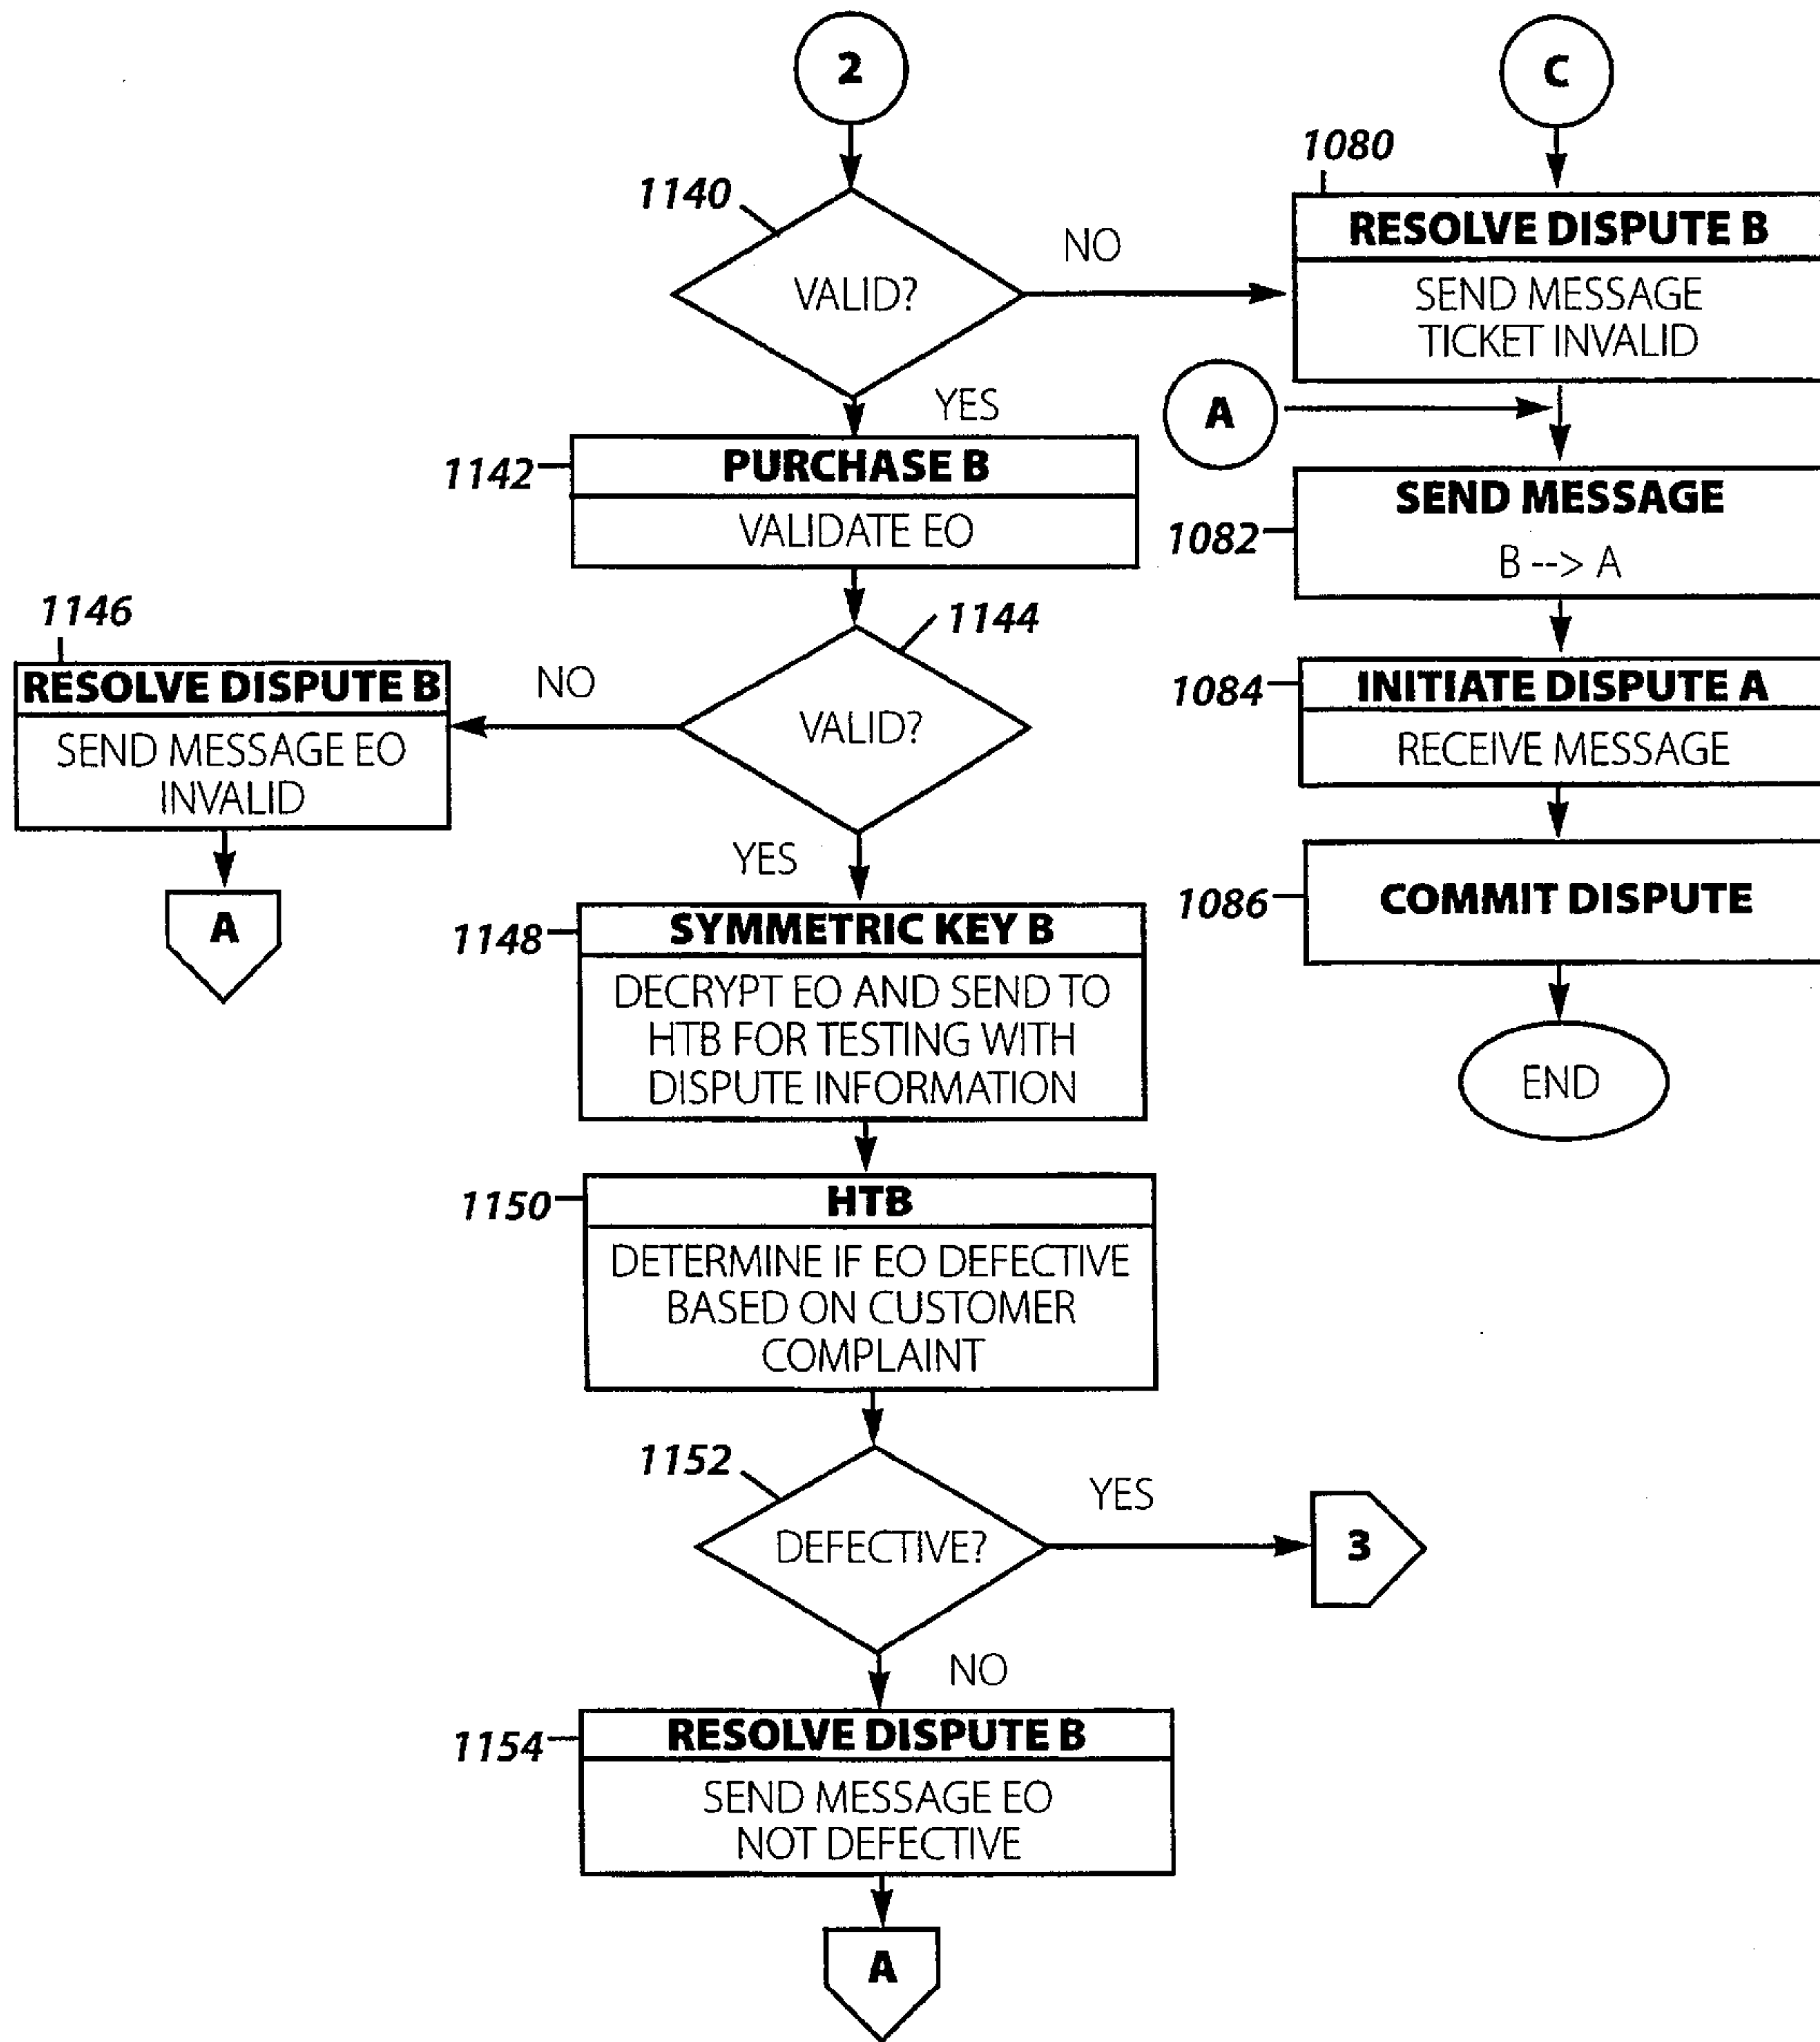 2
C
1080
1140
RESOLVE DISPUTE B
NO
VALID?
SEND MESSAGE
TICKET INVALID
YES
A
1142
PURCHASE B
VALIDATE EO
SEND MESSAGE
1082
B --> A
1146
1144
RESOLVE DISPUTE B
NO
VALID?
SEND MESSAGE EO
INVALID
1084
INITIATE DISPUTE A
RECEIVE MESSAGE
YES
A
1086
COMMIT DISPUTE
1148
SYMMETRIC KEY B
DECRYPT EO AND SEND TO
HTB FOR TESTING WITH
DISPUTE INFORMATION
END
1150
HTB
DETERMINE IF EO DEFECTIVE
BASED ON CUSTOMER
COMPLAINT
1152
YES
DEFECTIVE?
3
NO
1154
RESOLVE DISPUTE B
SEND MESSAGE EO
NOT DEFECTIVE
A